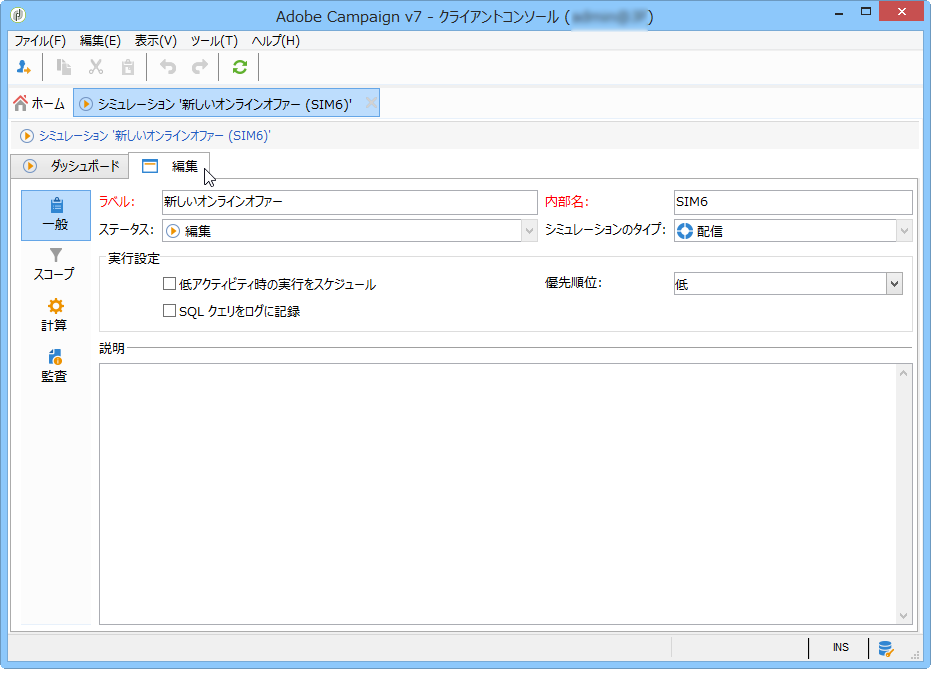 Adobe Campaign v7 - クライアントコンソール (
ファイル(F) 編集(E) 表示(V) ツール(T) ヘルプ(H)
ホーム シミュレーション '新しいオンラインオファー (SIM6)'
シミュレーション '新しいオンラインオファー (SIM6)'
ダッシュボード 編集
一般
スコープ
計算
監査
ラベル: 新しいオンラインオファー 内部名: SIM6
ステータス: 編集 シミュレーションのタイプ: 配信
実行設定
低アクティビティ時の実行をスケジュール 優先順位: 低
SQL クエリをログに記録
説明
INS